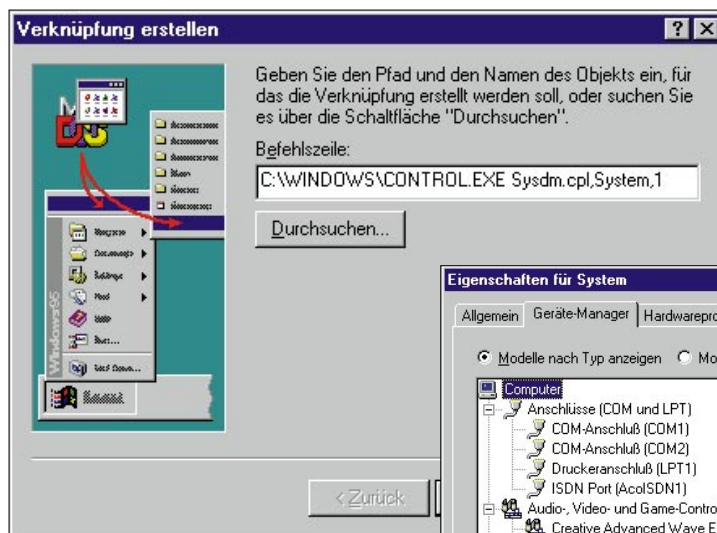 Verknüpfung erstellen
Geben Sie den Pfad und den Namen des Objekts ein, für
das die Verknüpfung erstellt werden soll, oder suchen Sie
es über die Schaltfläche "Durchsuchen".
Befehlszeile:
C:\WINDOWS\CONTROL.EXE Sysdm.cpl,System,1
Durchsuchen...
Windows95
< Zurück
Eigenschaften für System
Allgemein Geräte-Manager Hardwarepro
Modelle nach Typ anzeigen Mo
Computer
Anschlüsse (COM und LPT)
COM-Anschluß (COM1)
COM-Anschluß (COM2)
Druckeranschluß (LPT1)
ISDN Port (AcolSDN1)
Audio-, Video- und Game-Contro
Creative Advanced Wave E